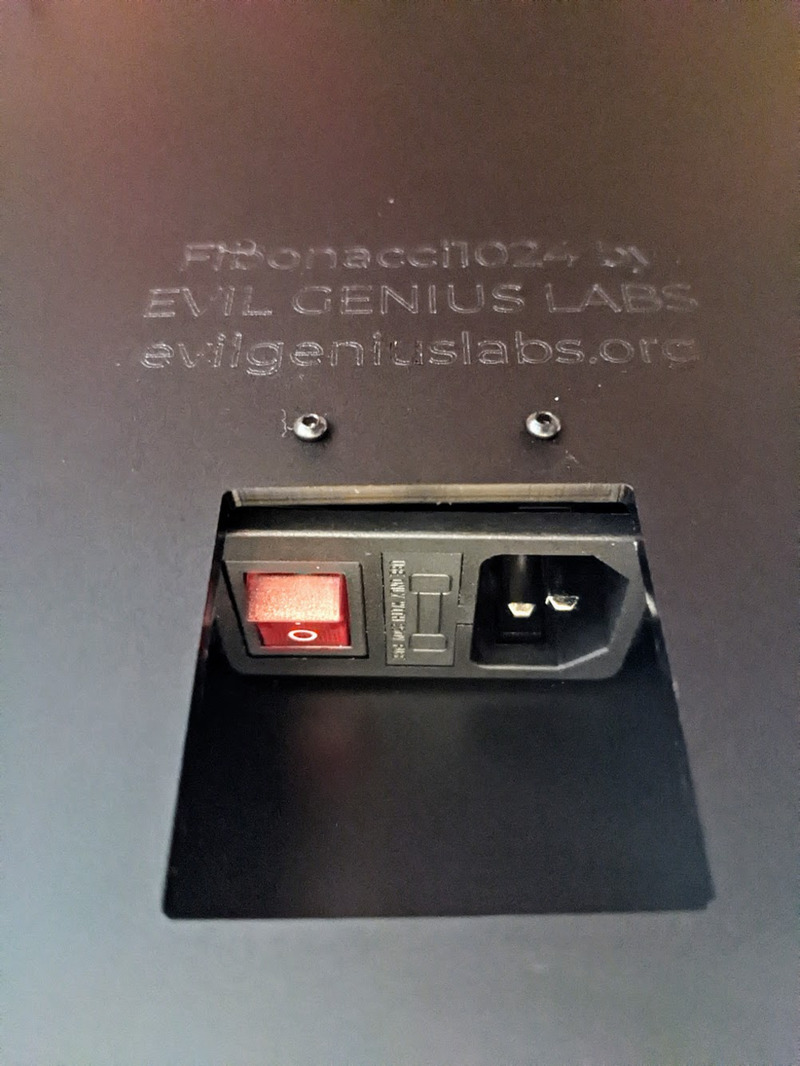 Fibonacci1024 by
EVIL GENIUS LABS
evilgeniuslabs.org